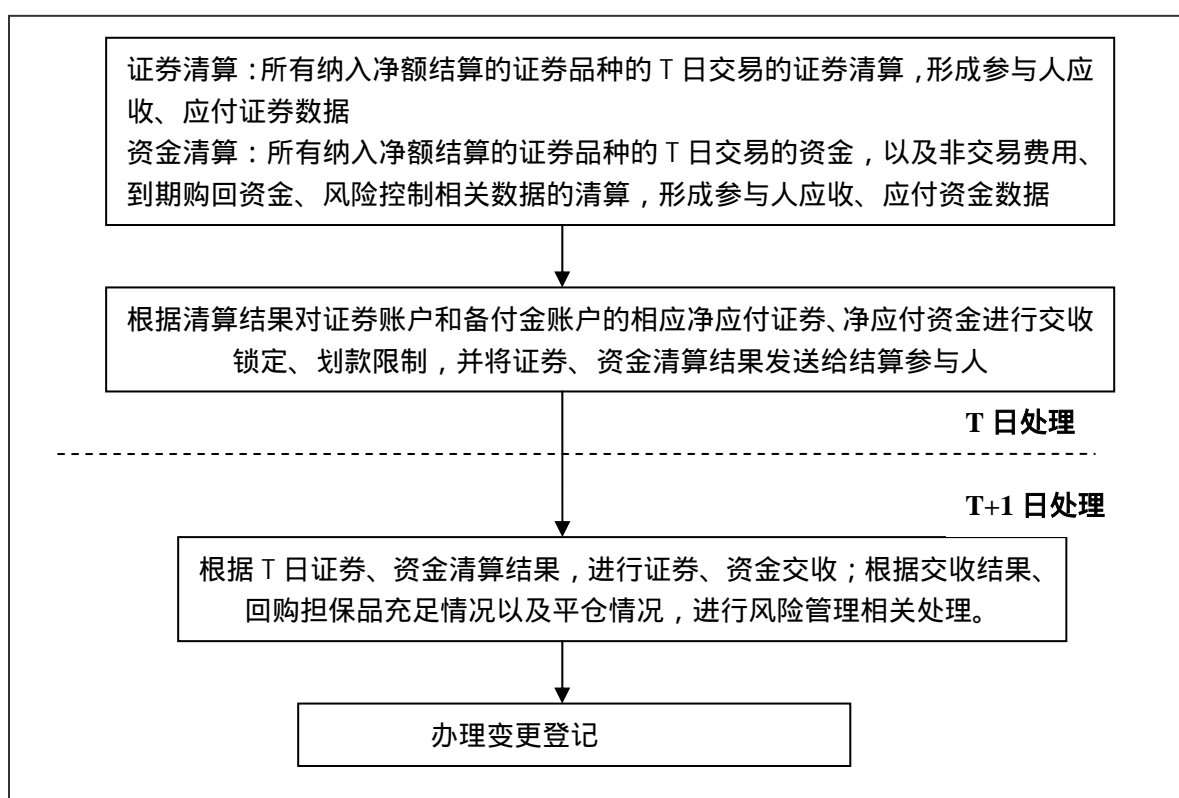 证券清算：所有纳入净额结算的证券品种的 T 日交易的证券清算，形成参与人应
收、应付证券数据
资金清算：所有纳入净额结算的证券品种的 T 日交易的资金，以及非交易费用、
到期购回资金、风险控制相关数据的清算，形成参与人应收、应付资金数据
根据清算结果对证券账户和备付金账户的相应净应付证券、净应付资金进行交收
锁定、划款限制，并将证券、资金清算结果发送给结算参与人
T 日处理
T+1 日处理
根据 T 日证券、资金清算结果，进行证券、资金交收；根据交收结果、
回购担保品充足情况以及平仓情况，进行风险管理相关处理。
办理变更登记